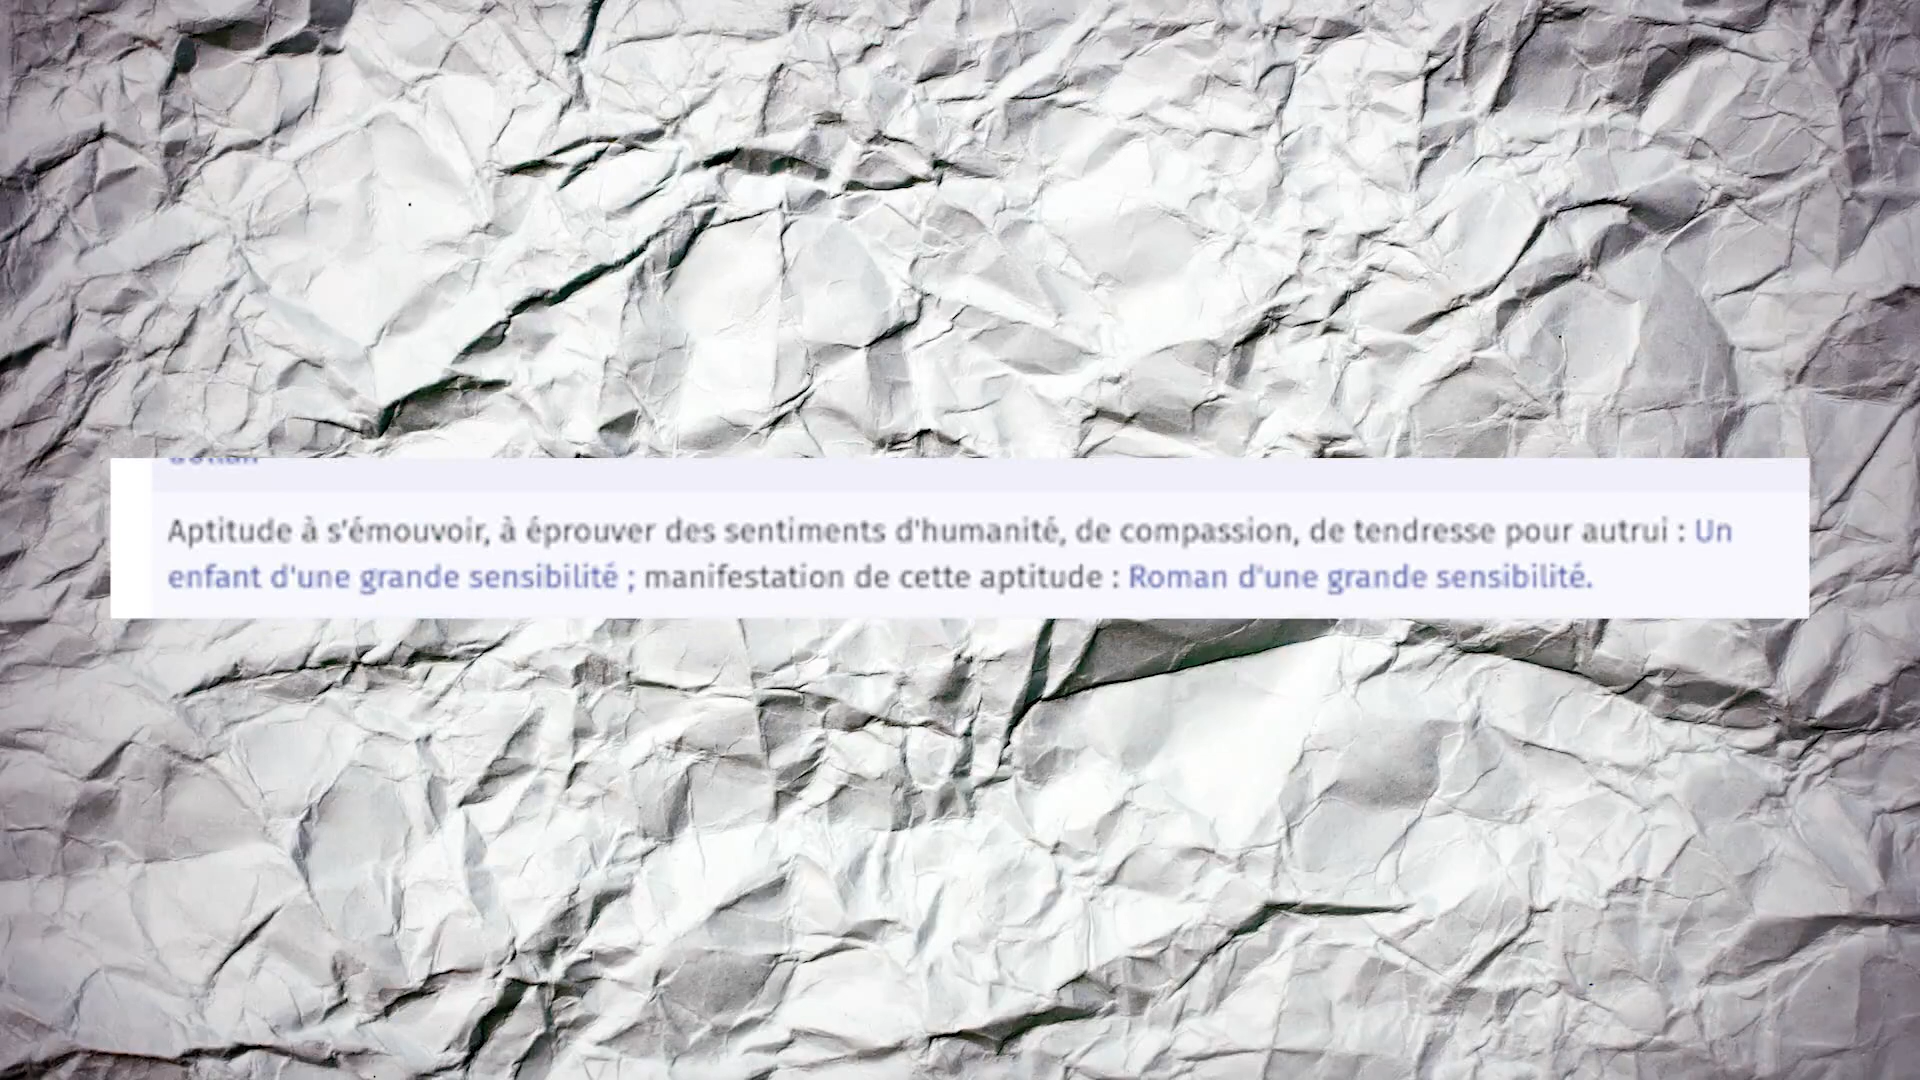 Aptitude à s'émouvoir, à éprouver des sentiments d'humanité, de compassion, de tendresse pour autrui : Un
enfant d'une grande sensibilité ; manifestation de cette aptitude : Roman d'une grande sensibilité.